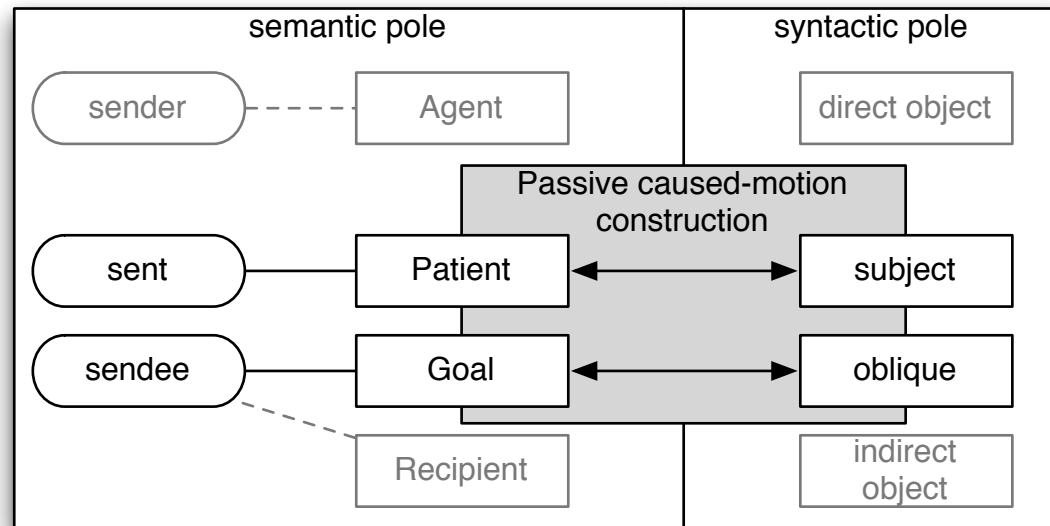 semantic pole
syntactic pole
sender
Agent
direct object
Passive caused-motion
construction
sent
Patient
subject
sendee
Goal
oblique
Recipient
indirect
object